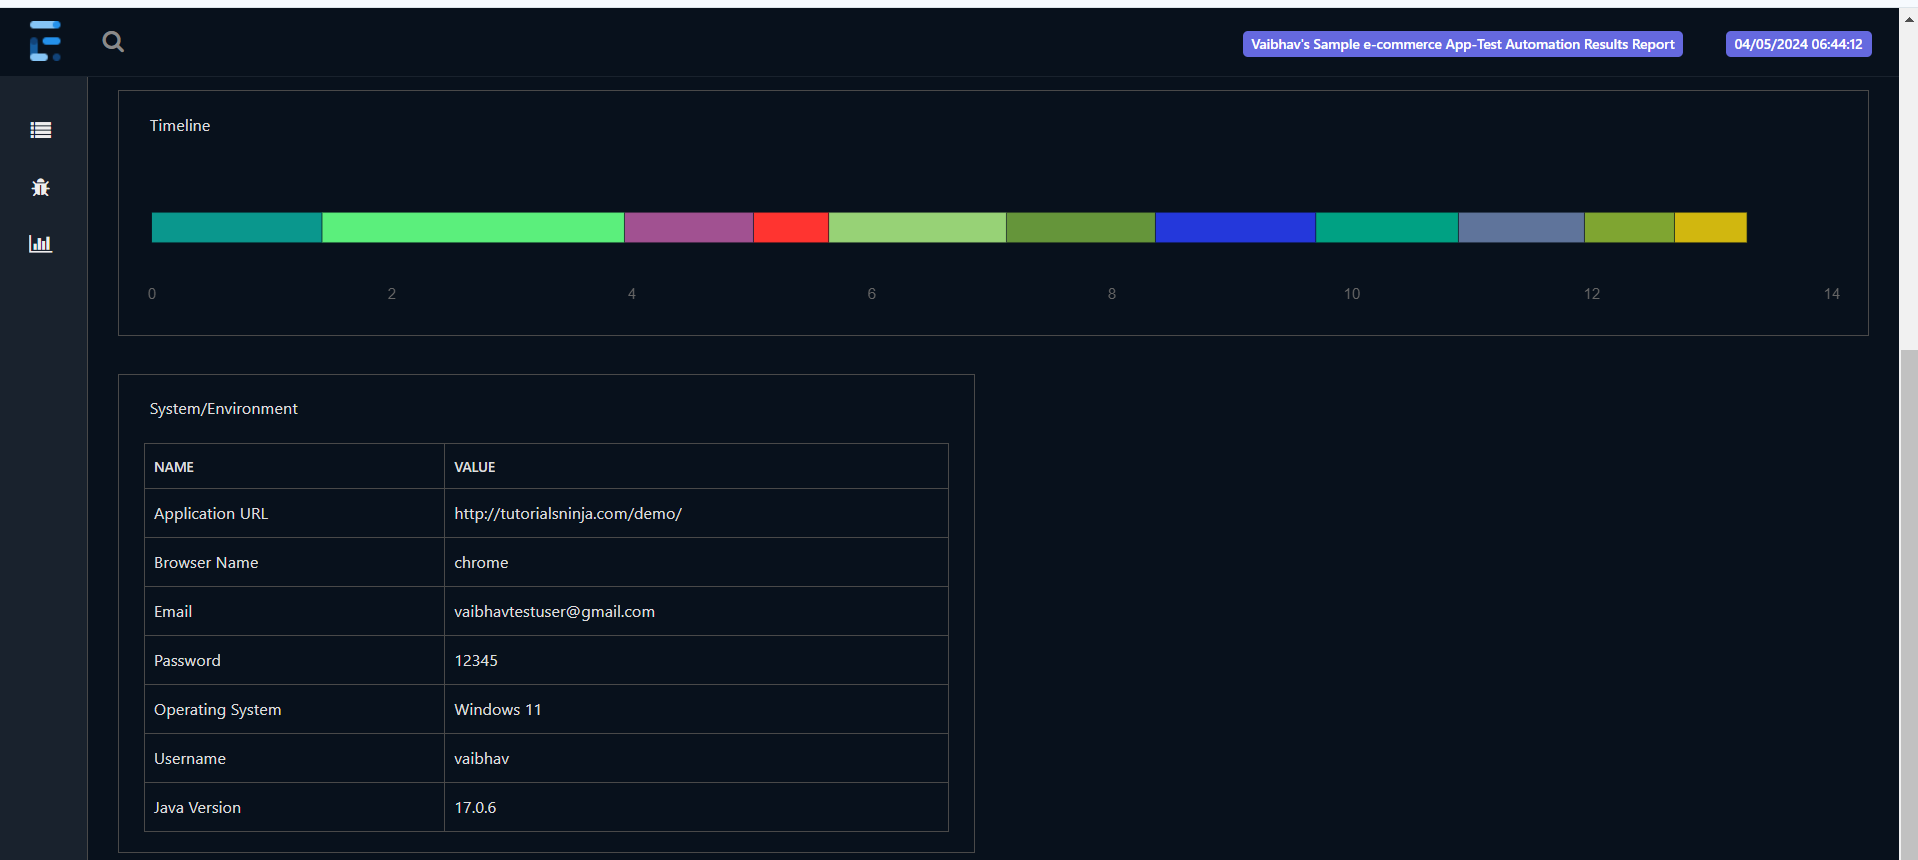 Vaibhav's Sample e-commerce App-Test Automation Results Report 04/05/2024 06:44:12
Timeline
0 2 4 6 8 10 12 14
System/Environment
NAME VALUE
Application URL http://tutorialsninja.com/demo/
Browser Name chrome
Email vaibhavtestuser@gmail.com
Password 12345
Operating System Windows 11
Username vaibhav
Java Version 17.0.6